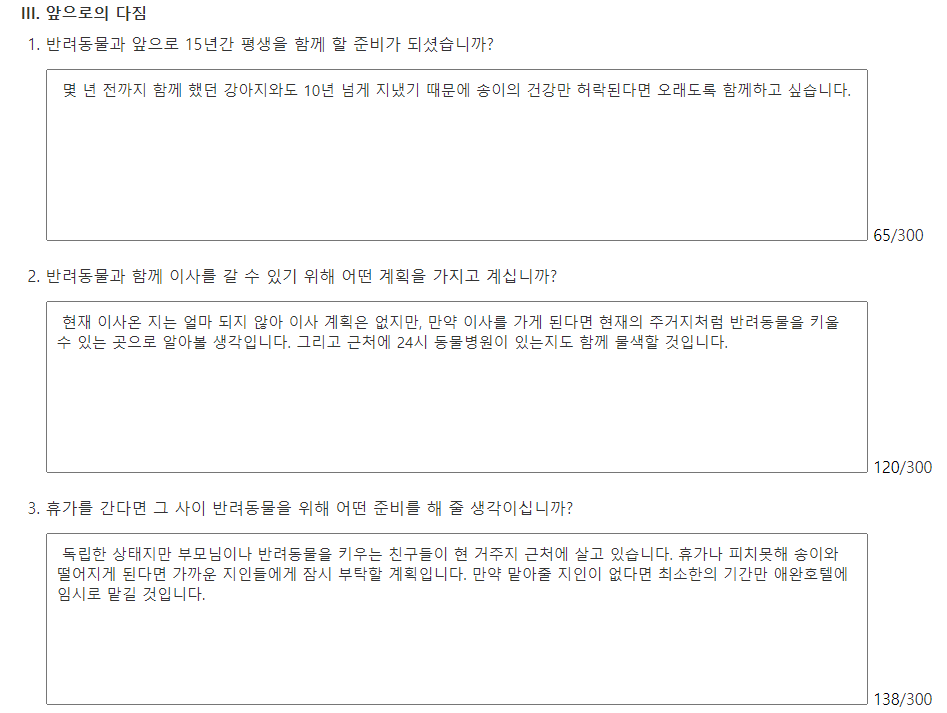 III. 앞으로의 다짐
1. 반려동물과 앞으로 15년간 평생을 함께 할 준비가 되셨습니까?
몇 년 전까지 함께 했던 강아지와도 10년 넘게 지냈기 때문에 송이의 건강만 허락된다면 오래도록 함께하고 싶습니다.
65/300
2. 반려동물과 함께 이사를 갈 수 있기 위해 어떤 계획을 가지고 계십니까?
현재 이사온 지는 얼마 되지 않아 이사 계획은 없지만, 만약 이사를 가게 된다면 현재의 주거지처럼 반려동물을 키울
수 있는 곳으로 알아볼 생각입니다. 그리고 근처에 24시 동물병원이 있는지도 함께 물색할 것입니다.
120/300
3. 휴가를 간다면 그 사이 반려동물을 위해 어떤 준비를 해 줄 생각이십니까?
독립한 상태지만 부모님이나 반려동물을 키우는 친구들이 현 거주지 근처에 살고 있습니다. 휴가나 피치못해 송이와
떨어지게 된다면 가까운 지인들에게 잠시 부탁할 계획입니다. 만약 맡아줄 지인이 없다면 최소한의 기간만 애완호텔에
임시로 맡길 것입니다.
138/300